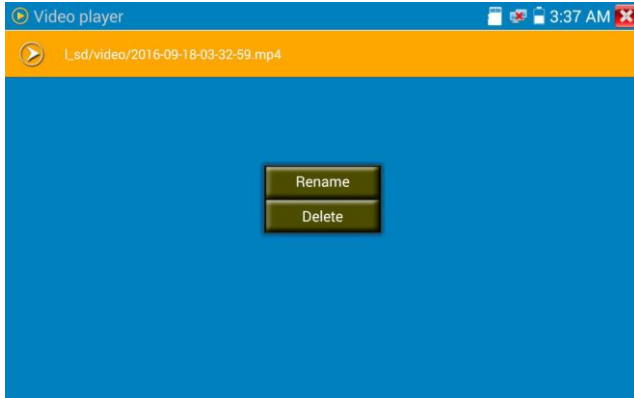 Video player
3:37 AM
l_sd/video/2016-09-18-03-32-59.mp4
Rename
Delete